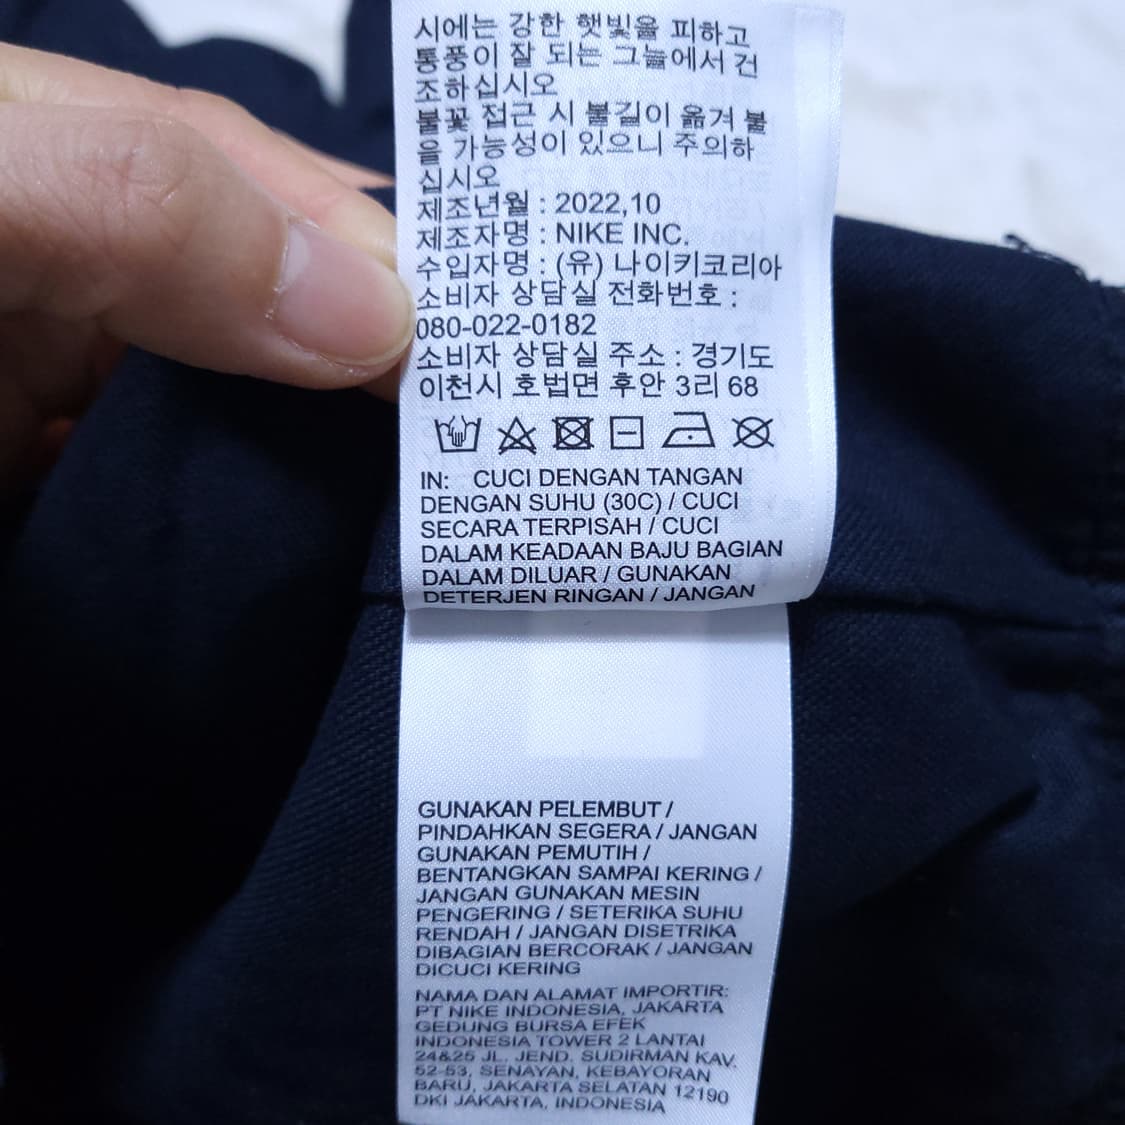 시에는 강한 햇빛을 피하고
통풍이 잘 되는 그늘에서 건
조하십시오
불꽃 접근 시 불길이 옮겨 붙
을 가능성이 있으니 주의하
십시오
제조년월 : 2022,10
제조자명 : NIKE INC.
수입자명 : (유) 나이키코리아
소비자 상담실 전화번호 :
080-022-0182
소비자 상담실 주소 : 경기도
이천시 호법면 후안 3리 68
IN: CUCI DENGAN TANGAN
DENGAN SUHU (30C) / CUCI
SECARA TERPISAH / CUCI
DALAM KEADAAN BAJU BAGIAN
DALAM DILUAR / GUNAKAN
DETERJEN RINGAN / JANGAN
GUNAKAN PELEMBUT /
PINDAHKAN SEGERA / JANGAN
GUNAKAN PEMUTIH /
BENTANGKAN SAMPAI KERING /
JANGAN GUNAKAN MESIN
PENGERING / SETERIKA SUHU
RENDAH / JANGAN DISETRIKA
DIBAGIAN BERCORAK / JANGAN
DICUCI KERING
NAMA DAN ALAMAT IMPORTIR:
PT NIKE INDONESIA, JAKARTA
GEDUNG BURSA EFEK
INDONESIA TOWER 2 LANTAI
24&25 JL. JEND. SUDIRMAN KAV.
52-53, SENAYAN, KEBAYORAN
BARU, JAKARTA SELATAN 12190
DKI JAKARTA, INDONESIA